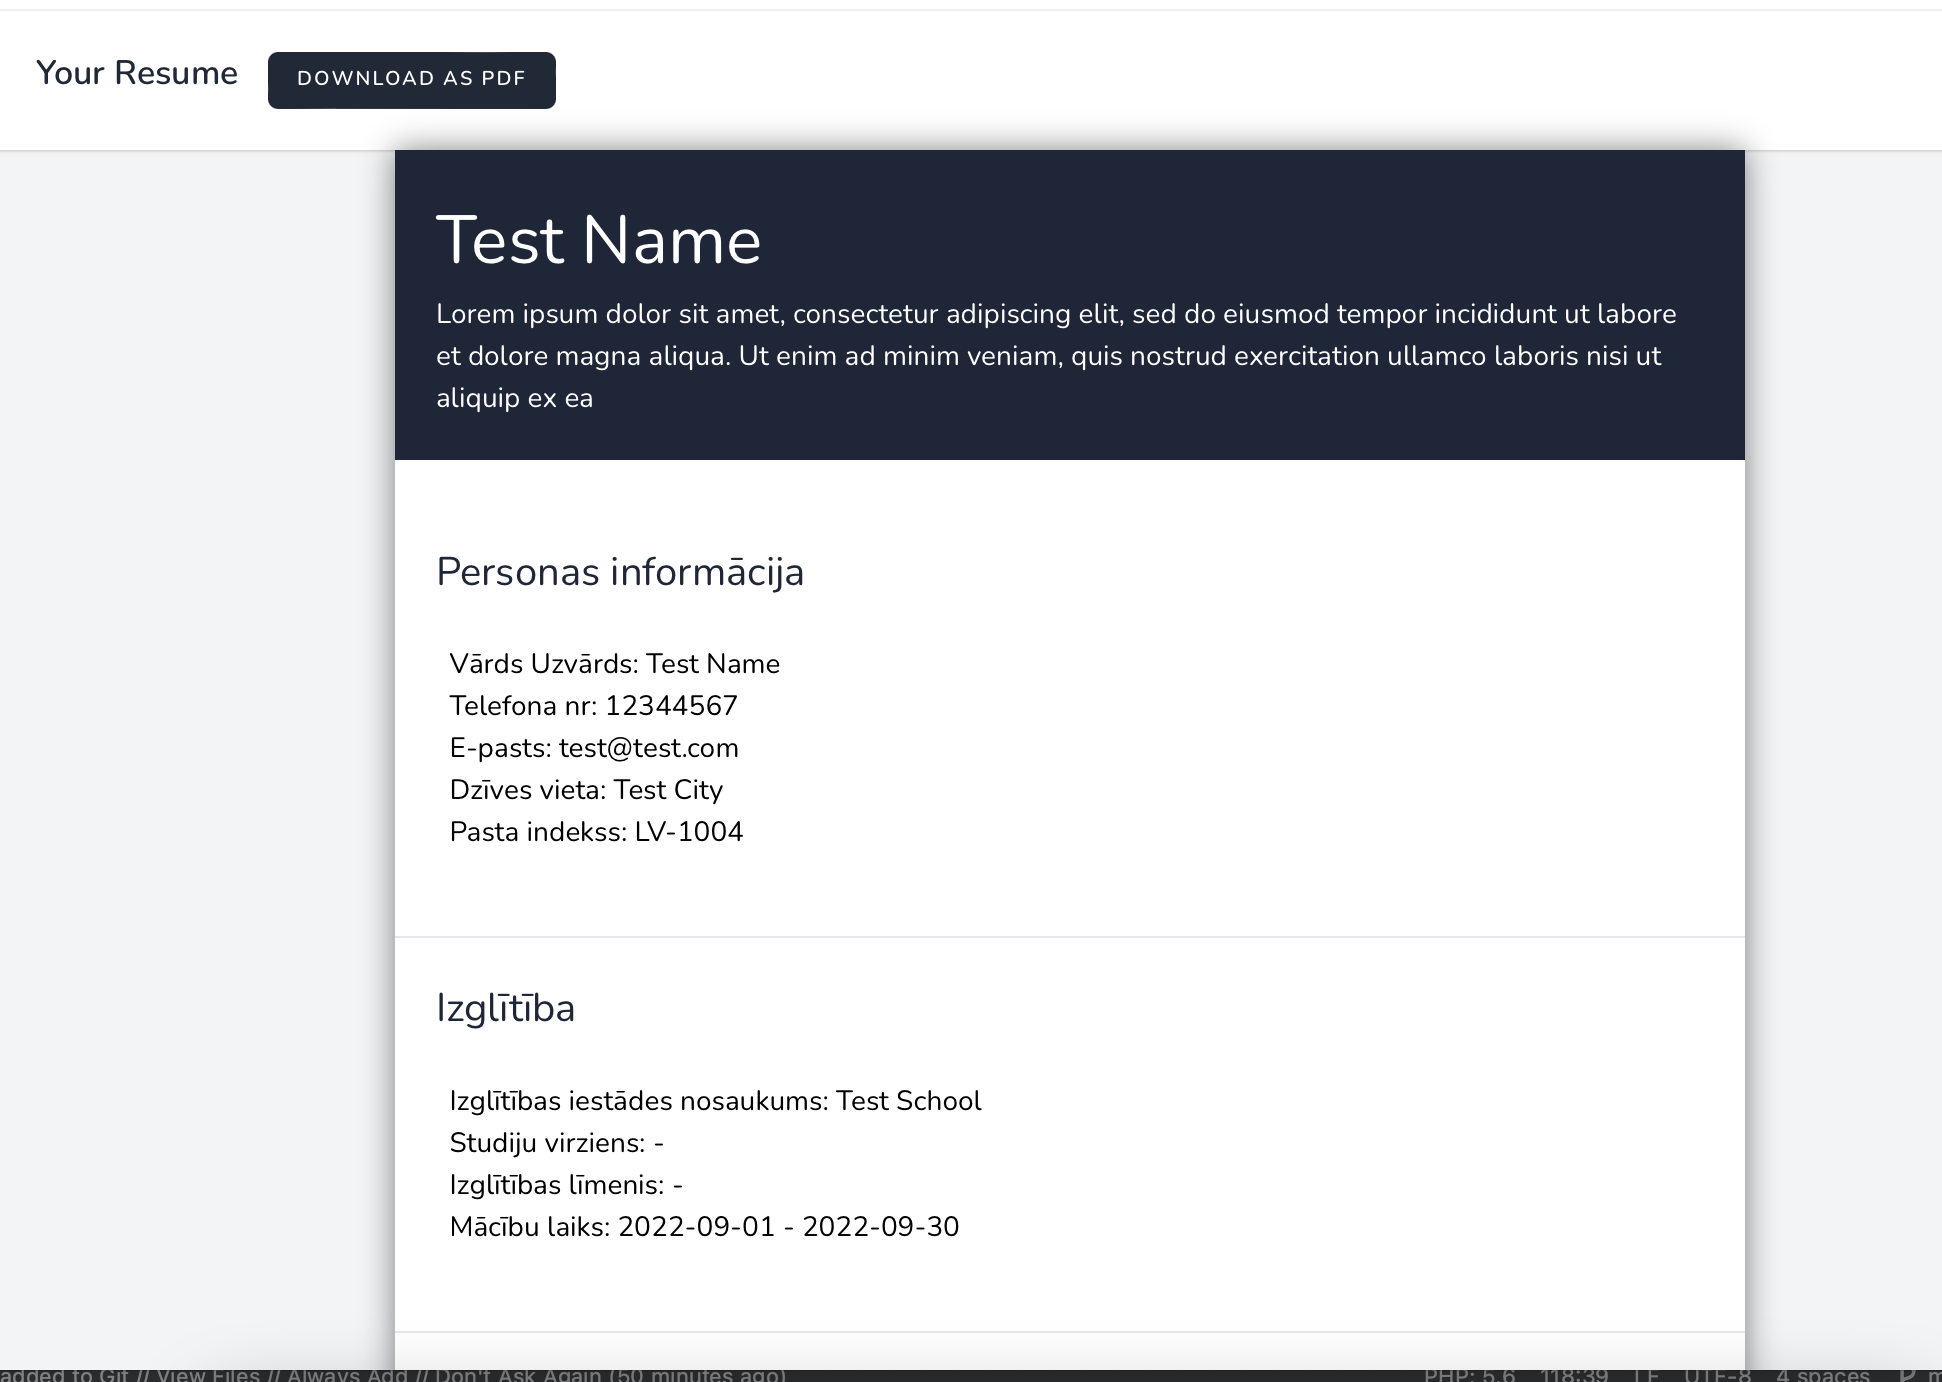 Your Resume
DOWNLOAD AS PDF
Test Name
Lorem ipsum dolor sit amet, consectetur adipiscing elit, sed do eiusmod tempor incididunt ut labore
et dolore magna aliqua. Ut enim ad minim veniam, quis nostrud exercitation ullamco laboris nisi ut
aliquip ex ea
Personas informācija
Vārds Uzvārds: Test Name
Telefona nr: 12344567
E-pasts: test@test.com
Dzīves vieta: Test City
Pasta indekss: LV-1004
Izglītība
Izglītības iestādes nosaukums: Test School
Studiju virziens: -
Izglītības līmenis: -
Mācību laiks: 2022-09-01 - 2022-09-30
added to Git // View Files // Always Add // Don't Ask Again (50 minutes ago) PHP: 5.6 118:39 LF UTF-8 4 spaces